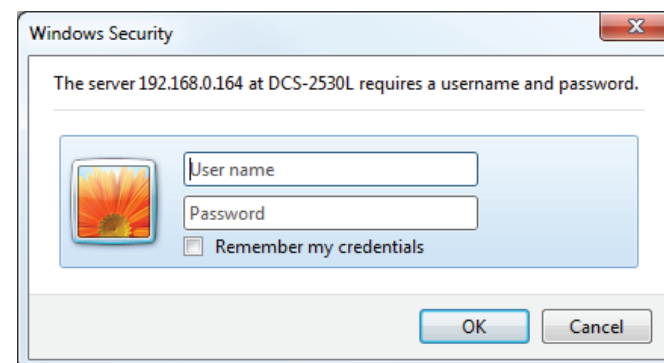 Windows Security
The server 192.168.0.164 at DCS-2530L requires a username and password.
User name
Password
Remember my credentials
OK
Cancel